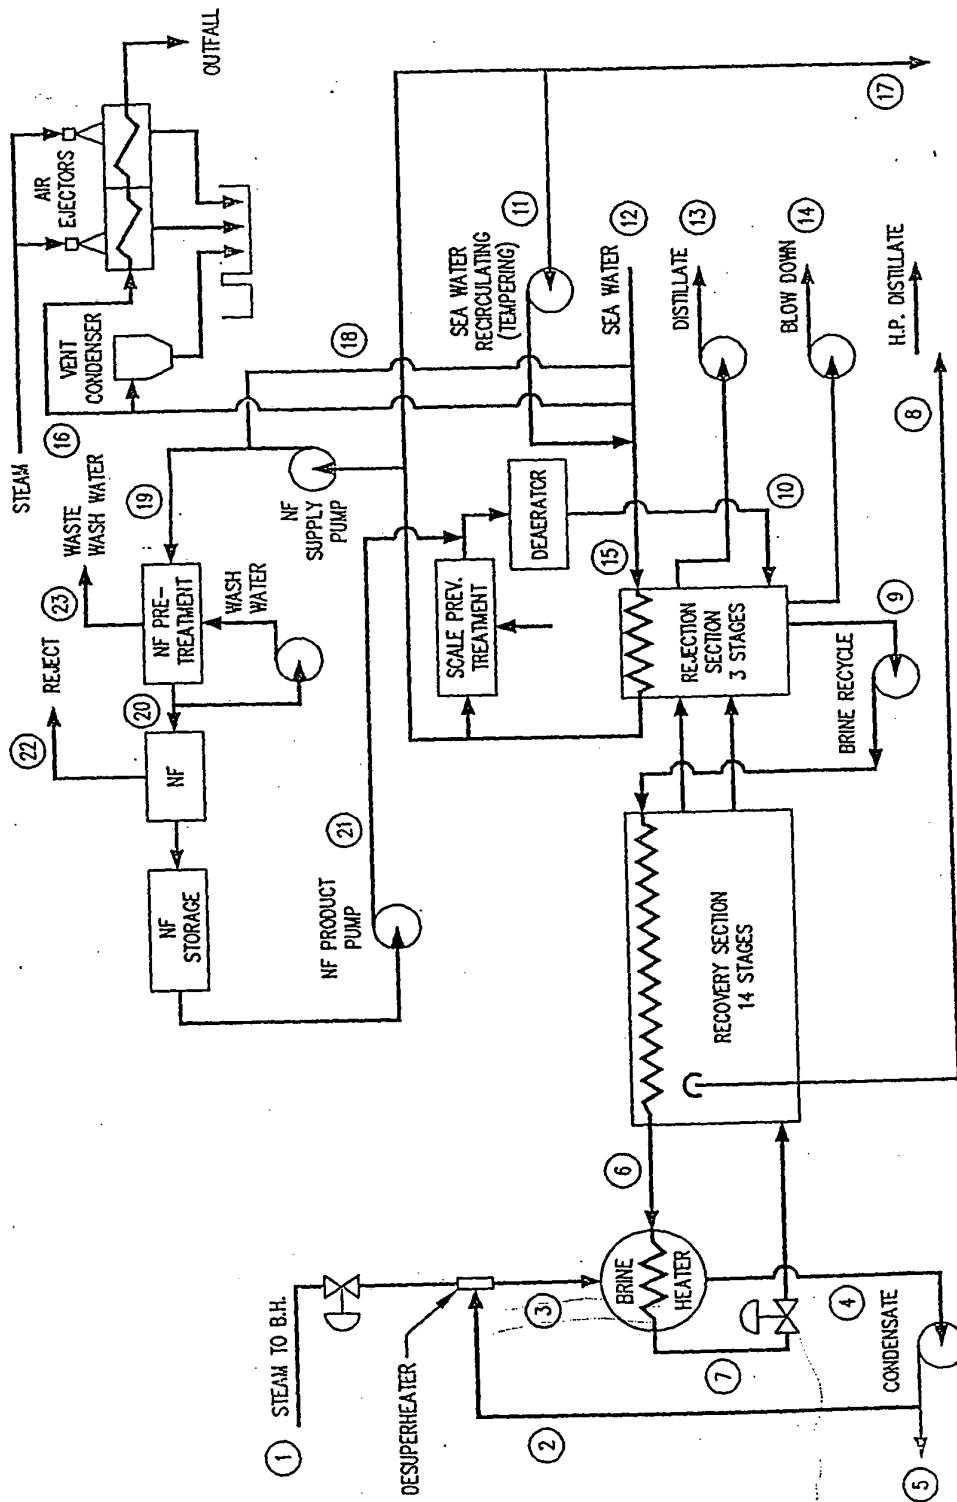 STEAM
16
AIR
EJECTORS
OUTFALL
VENT
CONDENSER
WASTE
WASH WATER
23
REJECT
22
19
NF PRE-
TREATMENT
20
WASH
WATER
NF
NF
STORAGE
NF
SUPPLY
PUMP
18
21
NF PRODUCT
PUMP
SCALE PREV.
TREATMENT
DEAERATOR
SEA WATER
RECIRCULATING
(TEMPERING)
11
17
SEA WATER
12
15
10
DISTILLATE
13
BLOW DOWN
14
REJECTION
SECTION
3 STAGES
BRINE RECYCLE
9
H.P. DISTILLATE
8
RECOVERY SECTION
14 STAGES
6
1
STEAM TO B.H.
DESUPERHEATER
3
BRINE
HEATER
2
7
4
CONDENSATE
5